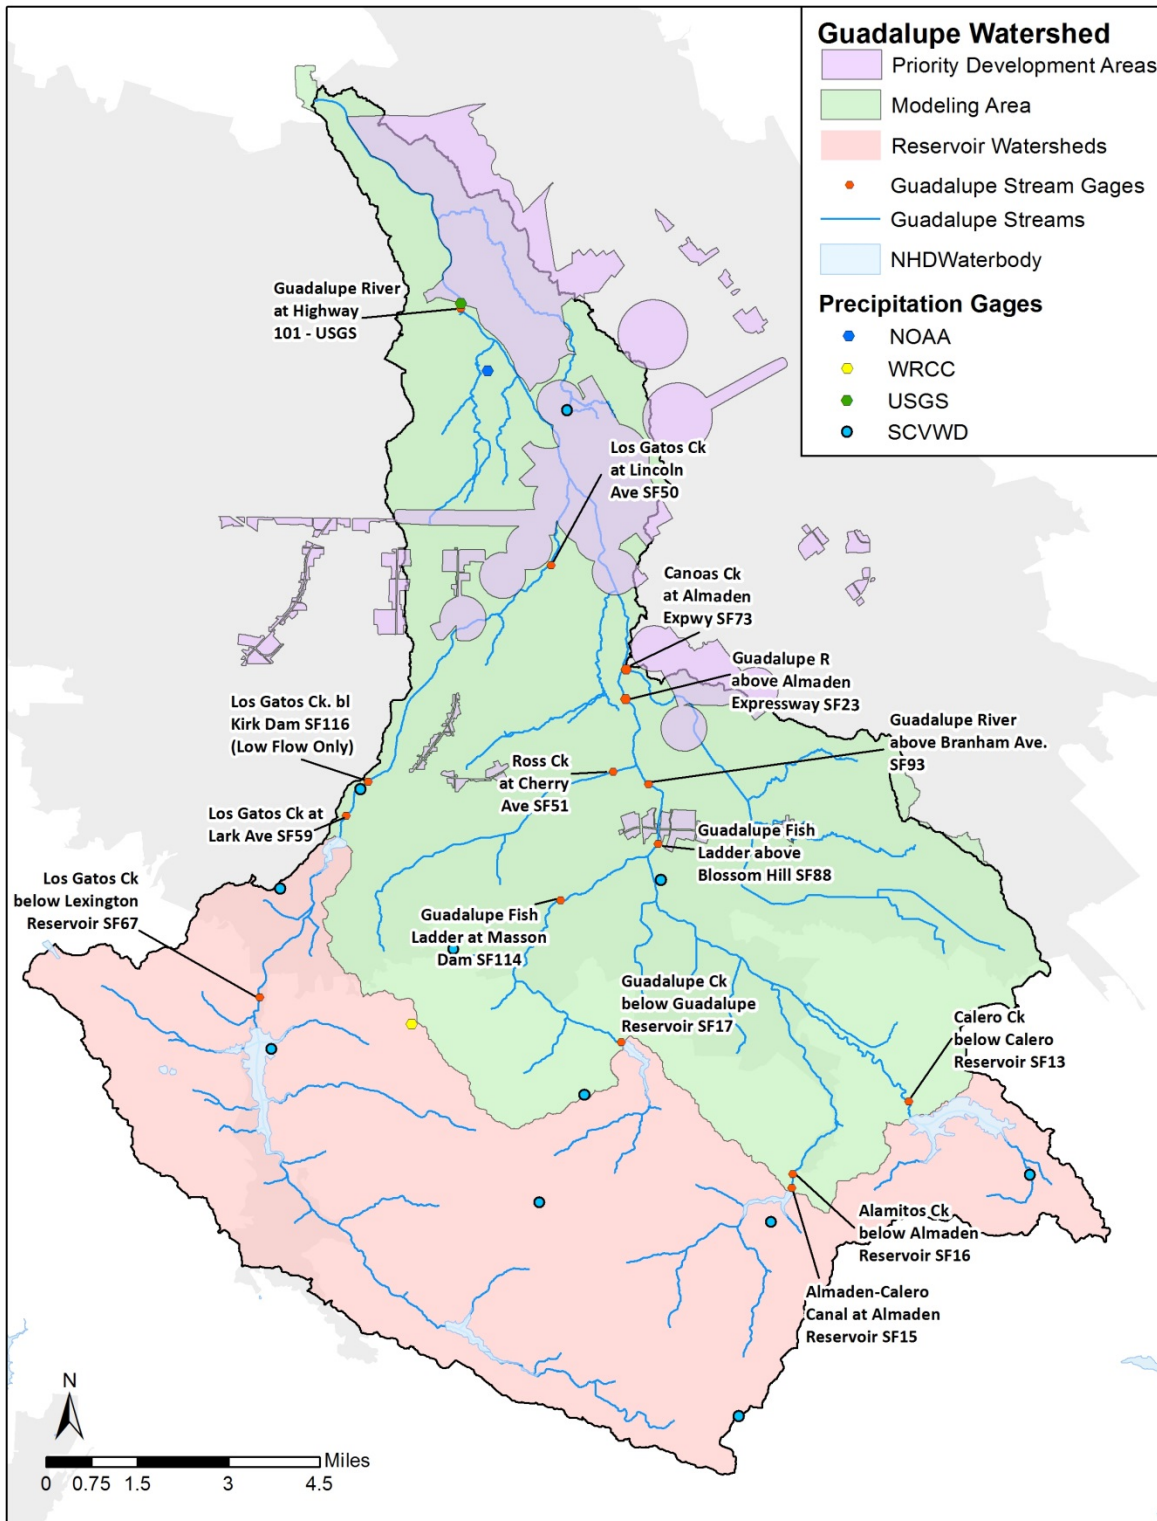 Guadalupe Watershed
Priority Development Areas
Modeling Area
Reservoir Watersheds
Guadalupe Stream Gages
Guadalupe Streams
NHDWaterbody
Precipitation Gages
NOAA
WRCC
USGS
SCVWD
Guadalupe River
at Highway
101 - USGS
Los Gatos Ck
at Lincoln
Ave SF50
Canoas Ck
at Almaden
Expwy SF73
Guadalupe R
above Almaden
Expressway SF23
Los Gatos Ck. bl
Kirk Dam SF116
(Low Flow Only)
Guadalupe River
above Branham Ave.
SF93
Ross Ck
at Cherry
Ave SF51
Los Gatos Ck at
Lark Ave SF59
Guadalupe Fish
Ladder above
Blossom Hill SF88
Los Gatos Ck
below Lexington
Reservoir SF67
Guadalupe Fish
Ladder at Masson
Dam SF114
Guadalupe Ck
below Guadalupe
Reservoir SF17
Calero Ck
below Calero
Reservoir SF13
Alamitos Ck
below Almaden
Reservoir SF16
Almaden-Calero
Canal at Almaden
Reservoir SF15
N
Miles
0 0.75 1.5 3 4.5